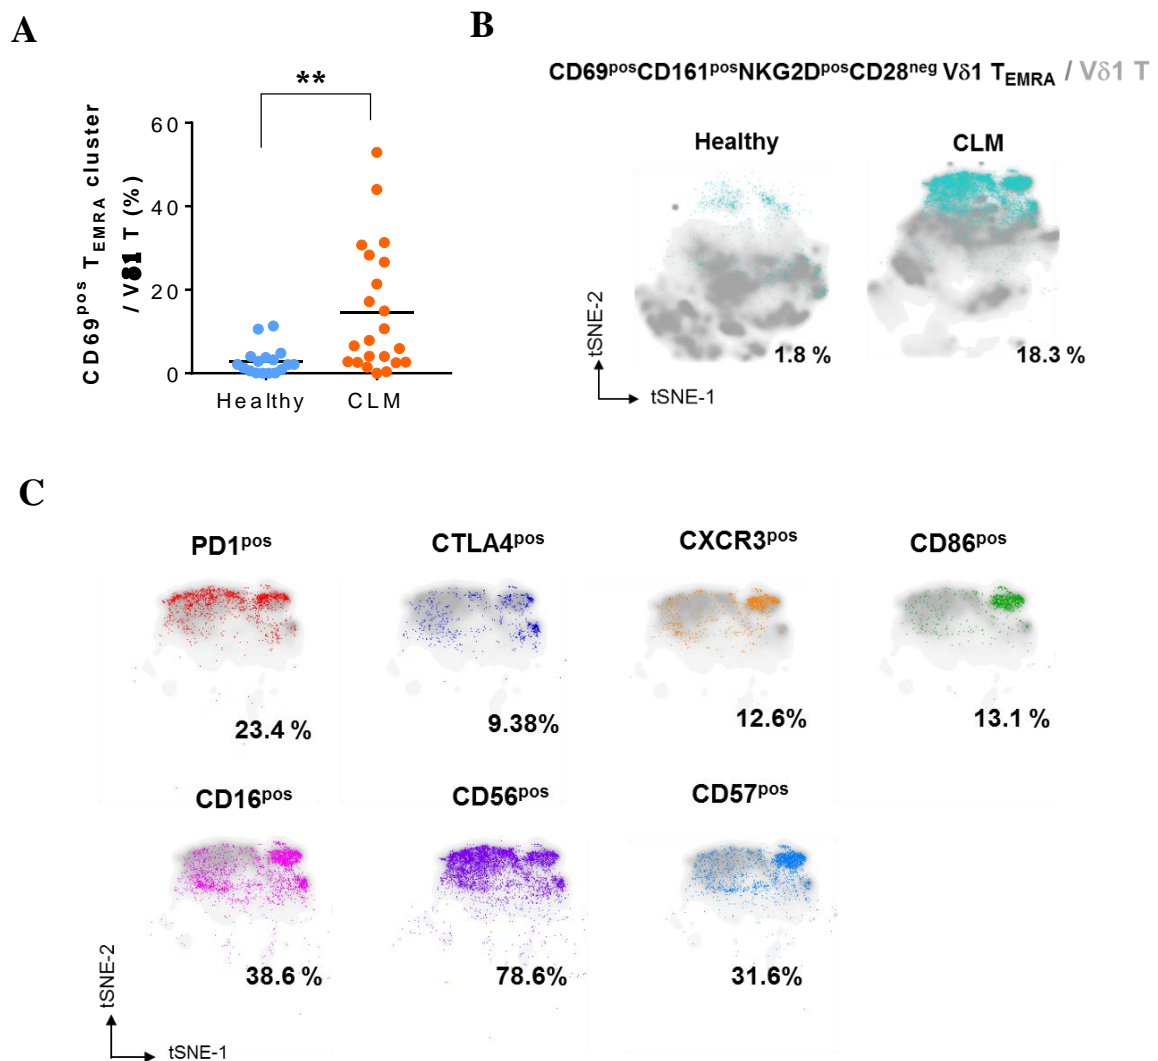 A
B
CD69posCD161posNKG2DposCD28neg Vδ1 TEMRA / Vδ1 T
**
CD69pos TEMRA cluster
/ Vδ1 T (%)
60
40
20
0
Healthy CLM
Healthy CLM
1.8 % 18.3 %
tSNE-2
tSNE-1
C
PD1pos CTLA4pos CXCR3pos CD86pos
23.4 % 9.38% 12.6% 13.1 %
CD16pos CD56pos CD57pos
38.6 % 78.6% 31.6%
tSNE-2
tSNE-1